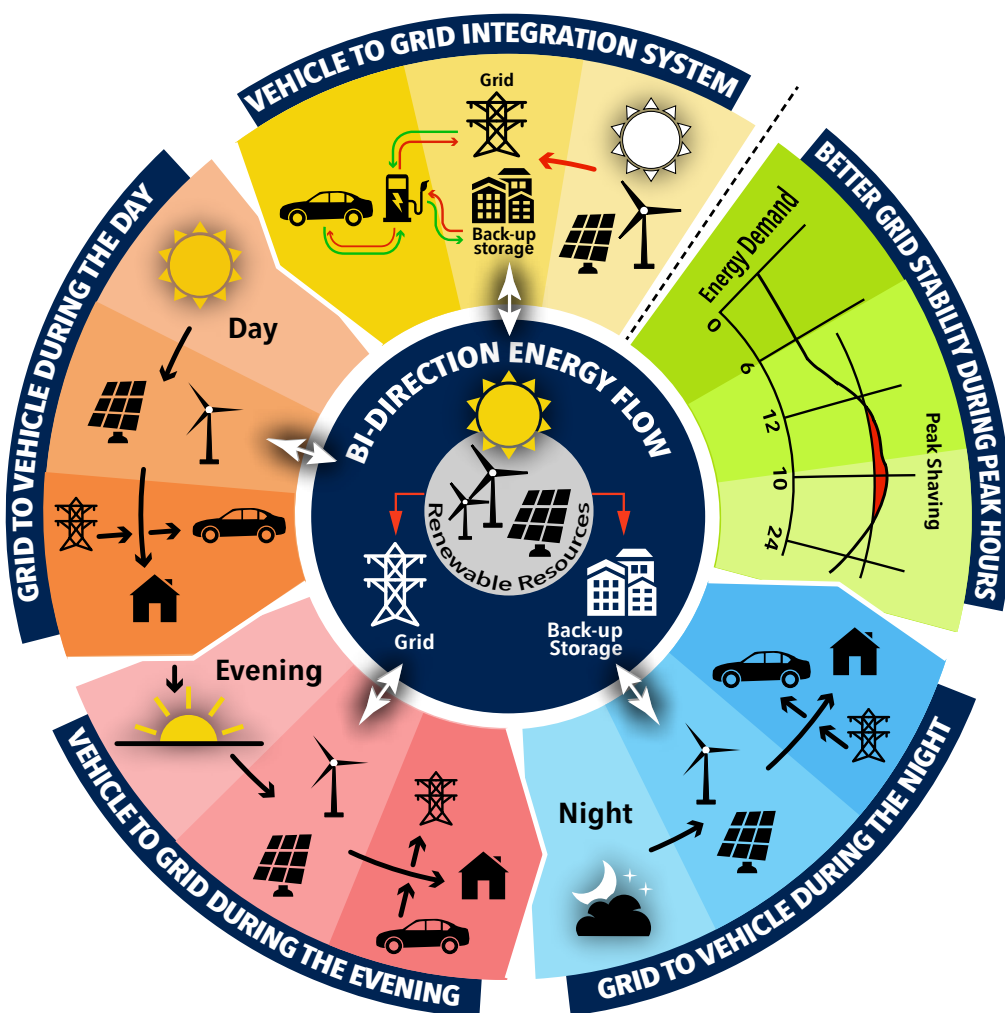 VEHICLE TO GRID INTEGRATION SYSTEM
Grid
Back-up
storage
BETTER GRID STABILITY DURING PEAK HOURS
Energy Demand
0
6
12
10
24
Peak Shaving
GRID TO VEHICLE DURING THE DAY
Day
BI-DIRECTION ENERGY FLOW
Renewable Resources
Grid
Back-up
Storage
Evening
VEHICLE TO GRID DURING THE EVENING
Night
GRID TO VEHICLE DURING THE NIGHT